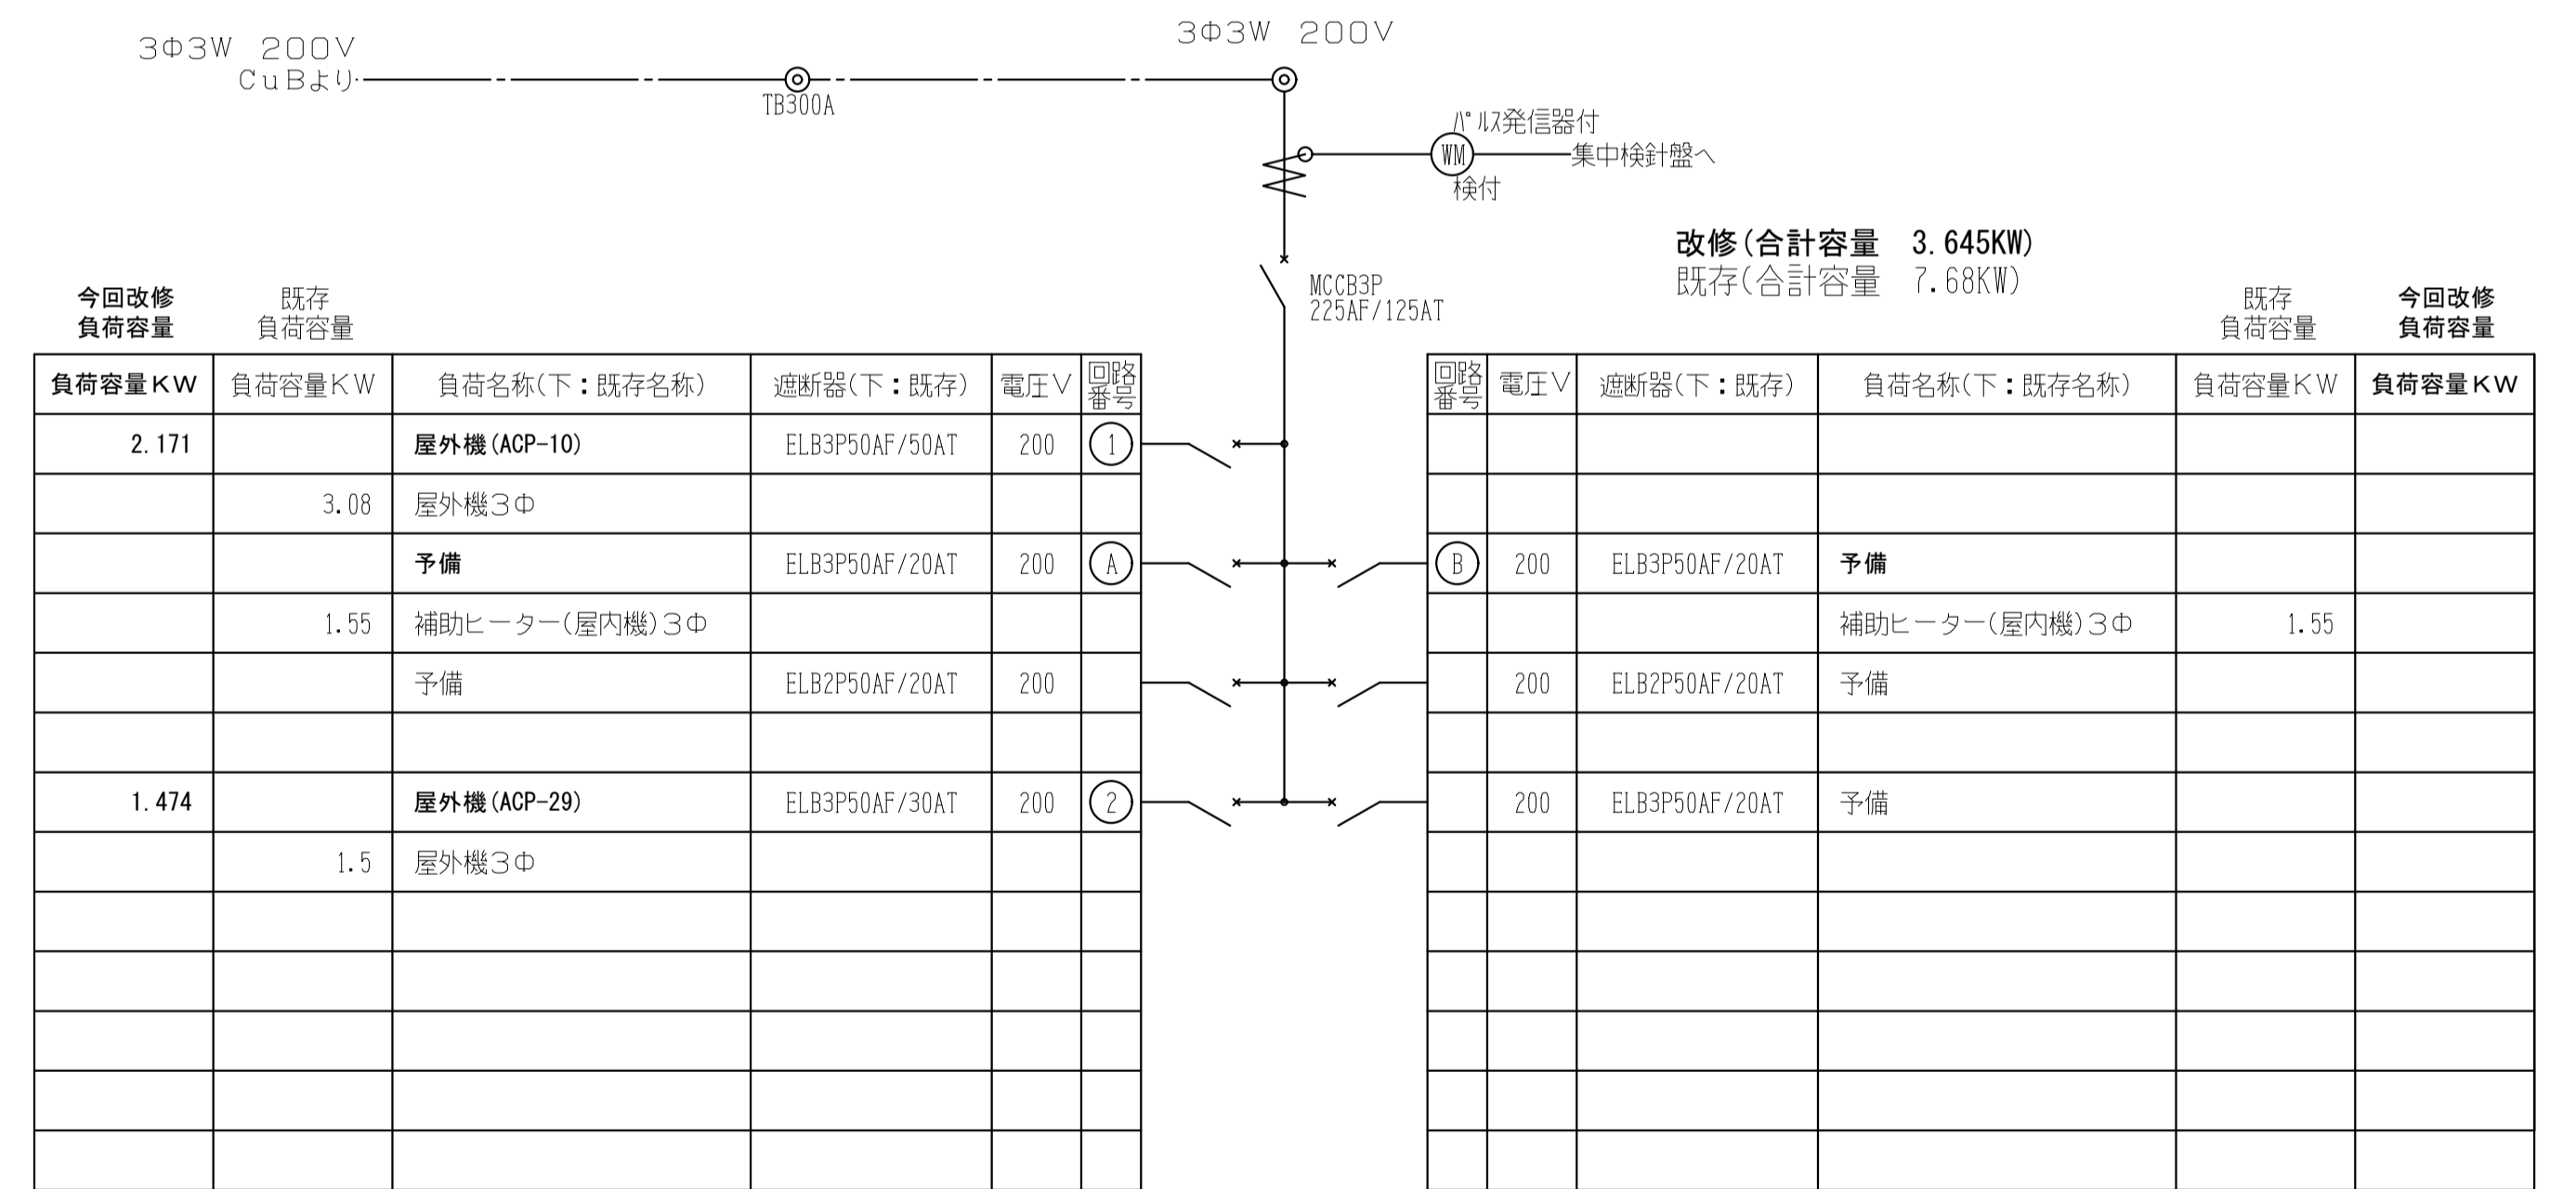 3Φ3W 200V
CuBより
TB300A
3Φ3W 200V
パルス発信器付
WM
集中検針盤へ
検付
改修(合計容量 3.645KW)
既存(合計容量 7.68KW)
MCCB3P
225AF/125AT
今回改修
負荷容量
既存
負荷容量
既存
負荷容量
今回改修
負荷容量
負荷容量KW 負荷容量KW 負荷名称(下:既存名称) 遮断器(下:既存) 電圧V 回路番号
2.171 屋外機(ACP-10) ELB3P50AF/50AT 200 1
3.08 屋外機3Φ
予備 ELB3P50AF/20AT 200 A
1.55 補助ヒーター(屋内機)3Φ
予備 ELB2P50AF/20AT 200
1.474 屋外機(ACP-29) ELB3P50AF/30AT 200 2
1.5 屋外機3Φ
回路番号 電圧V 遮断器(下:既存) 負荷名称(下:既存名称) 負荷容量KW 負荷容量KW
B 200 ELB3P50AF/20AT 予備
補助ヒーター(屋内機)3Φ 1.55
200 ELB2P50AF/20AT 予備
200 ELB3P50AF/20AT 予備